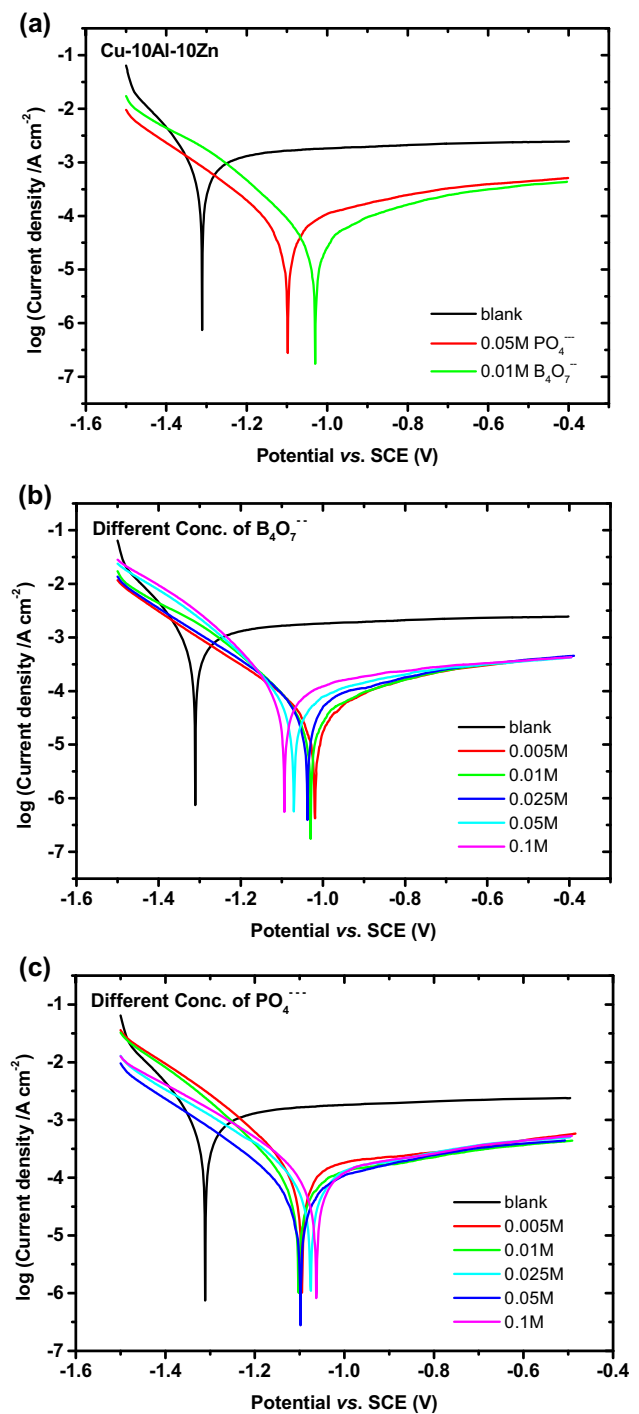 (a)
Cu-10Al-10Zn
-1
-2
-3
-4
-5
-6
-7
log (Current density /A cm⁻²)
blank
0.05M PO₄⁻⁻⁻
0.01M B₄O₇⁻⁻
-1.6 -1.4 -1.2 -1.0 -0.8 -0.6 -0.4
Potential vs. SCE (V)
(b)
Different Conc. of B₄O₇⁻⁻
-1
-2
-3
-4
-5
-6
-7
log (Current density /A cm⁻²)
blank
0.005M
0.01M
0.025M
0.05M
0.1M
-1.6 -1.4 -1.2 -1.0 -0.8 -0.6 -0.4
Potential vs. SCE (V)
(c)
Different Conc. of PO₄⁻⁻⁻
-1
-2
-3
-4
-5
-6
-7
log (Current density /A cm⁻²)
blank
0.005M
0.01M
0.025M
0.05M
0.1M
-1.6 -1.4 -1.2 -1.0 -0.8 -0.6 -0.4
Potential vs. SCE (V)